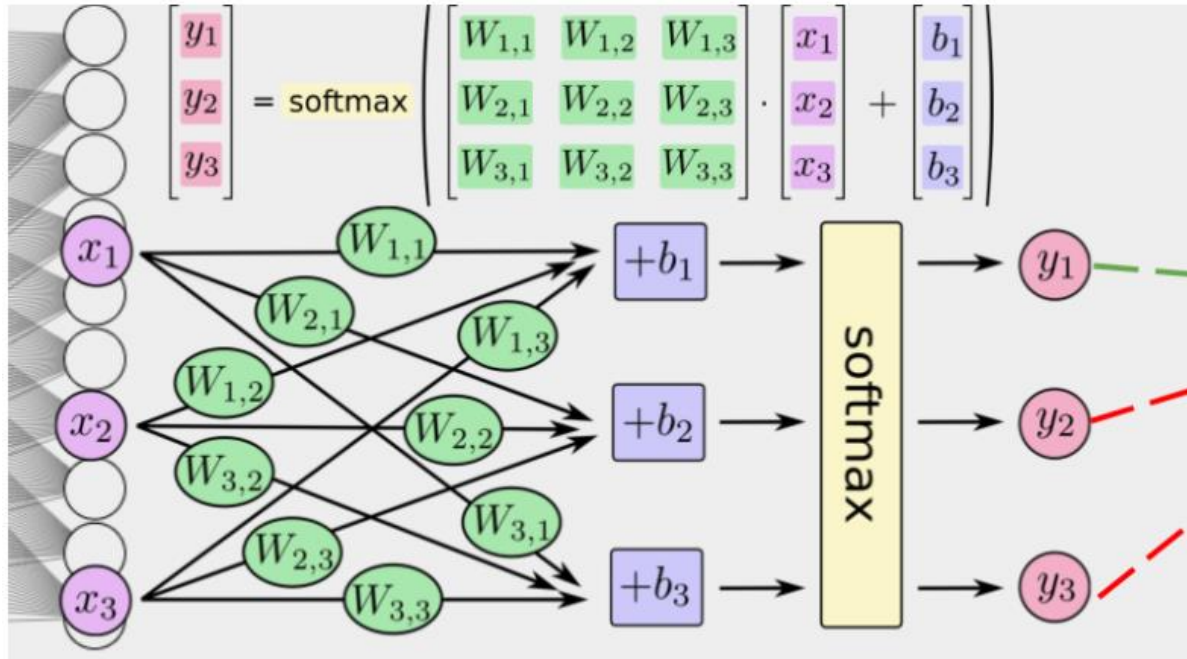 y1 W1,1 W1,2 W1,3 x1 b1
y2 = softmax W2,1 W2,2 W2,3 · x2 + b2
y3 W3,1 W3,2 W3,3 x3 b3
x1 W1,1 +b1 y1
W2,1
W1,3
W1,2
x2 W2,2 +b2 softmax y2
W3,2
W3,1
W2,3
x3 W3,3 +b3 y3